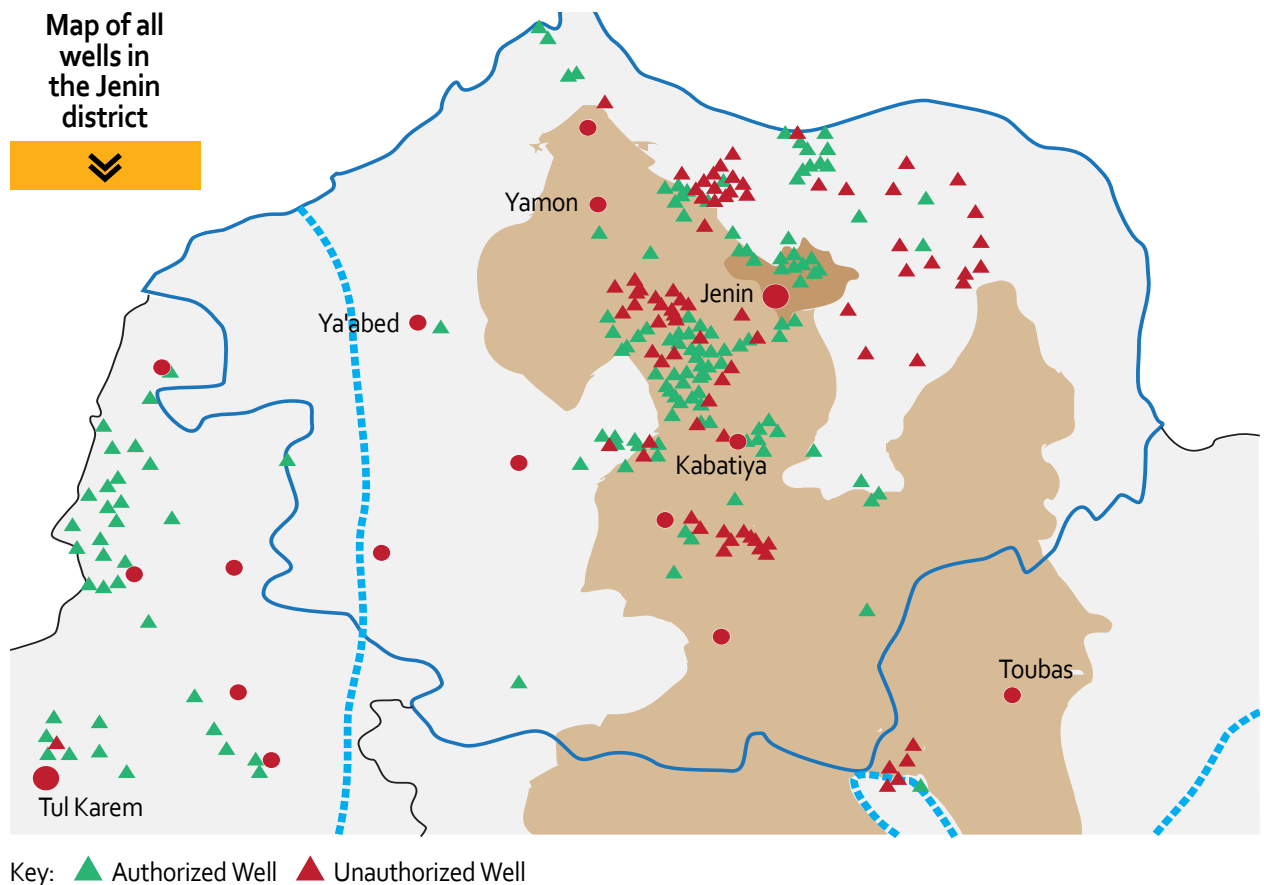 Map of all
wells in
the Jenin
district
Yamon
Jenin
Ya'abed
Kabatiya
Toubas
Tul Karem
Key: Authorized Well Unauthorized Well